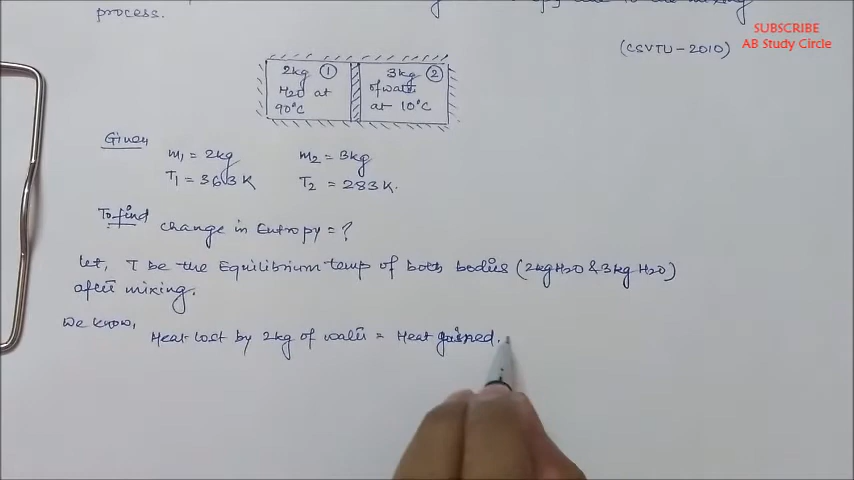 process.
SUBSCRIBE
AB Study Circle
(CSVTU-2010)
2kg ①
H2O at
90°C
3kg ②
of water
at 10°C
Given
m1 = 2kg m2 = 3kg
T1 = 363K T2 = 283K.
To find change in Entropy = ?
let, T be the Equilibrium temp of both bodies (2kg H2O & 3kg H2O)
after mixing.
We know,
Heat lost by 2kg of water = Heat gained.